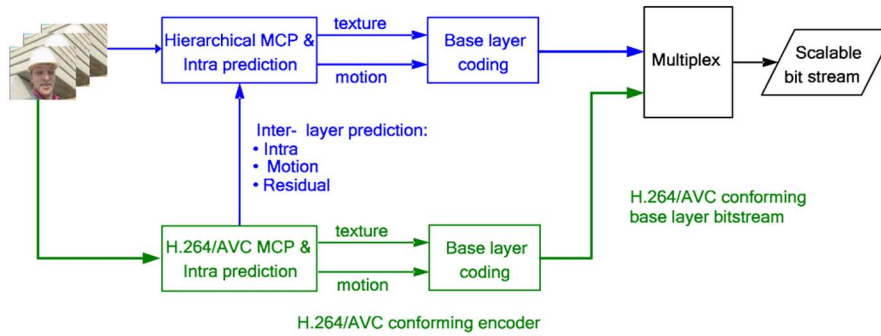 texture
Hierarchical MCP &
Intra prediction
motion
Base layer
coding
Multiplex
Scalable
bit stream
Inter- layer prediction:
• Intra
• Motion
• Residual
H.264/AVC conforming
base layer bitstream
texture
H.264/AVC MCP &
Intra prediction
motion
Base layer
coding
H.264/AVC conforming encoder